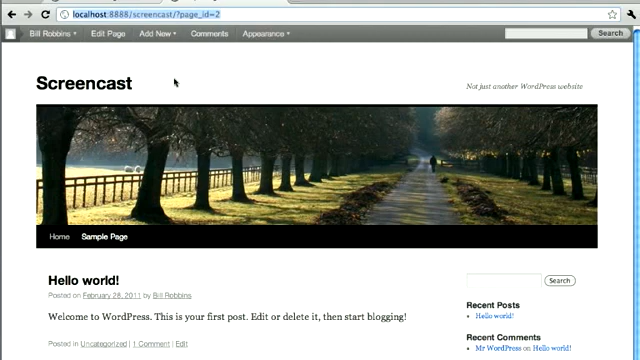 localhost:8888/screencast/?page_id=2
Bill Robbins Edit Page Add New Comments Appearance Search
Screencast
Not just another WordPress website
Home Sample Page
Hello world!
Posted on February 28, 2011 by Bill Robbins
Welcome to WordPress. This is your first post. Edit or delete it, then start blogging!
Posted in Uncategorized | 1 Comment | Edit
Search
Recent Posts
Hello world!
Recent Comments
Mr WordPress on Hello world!